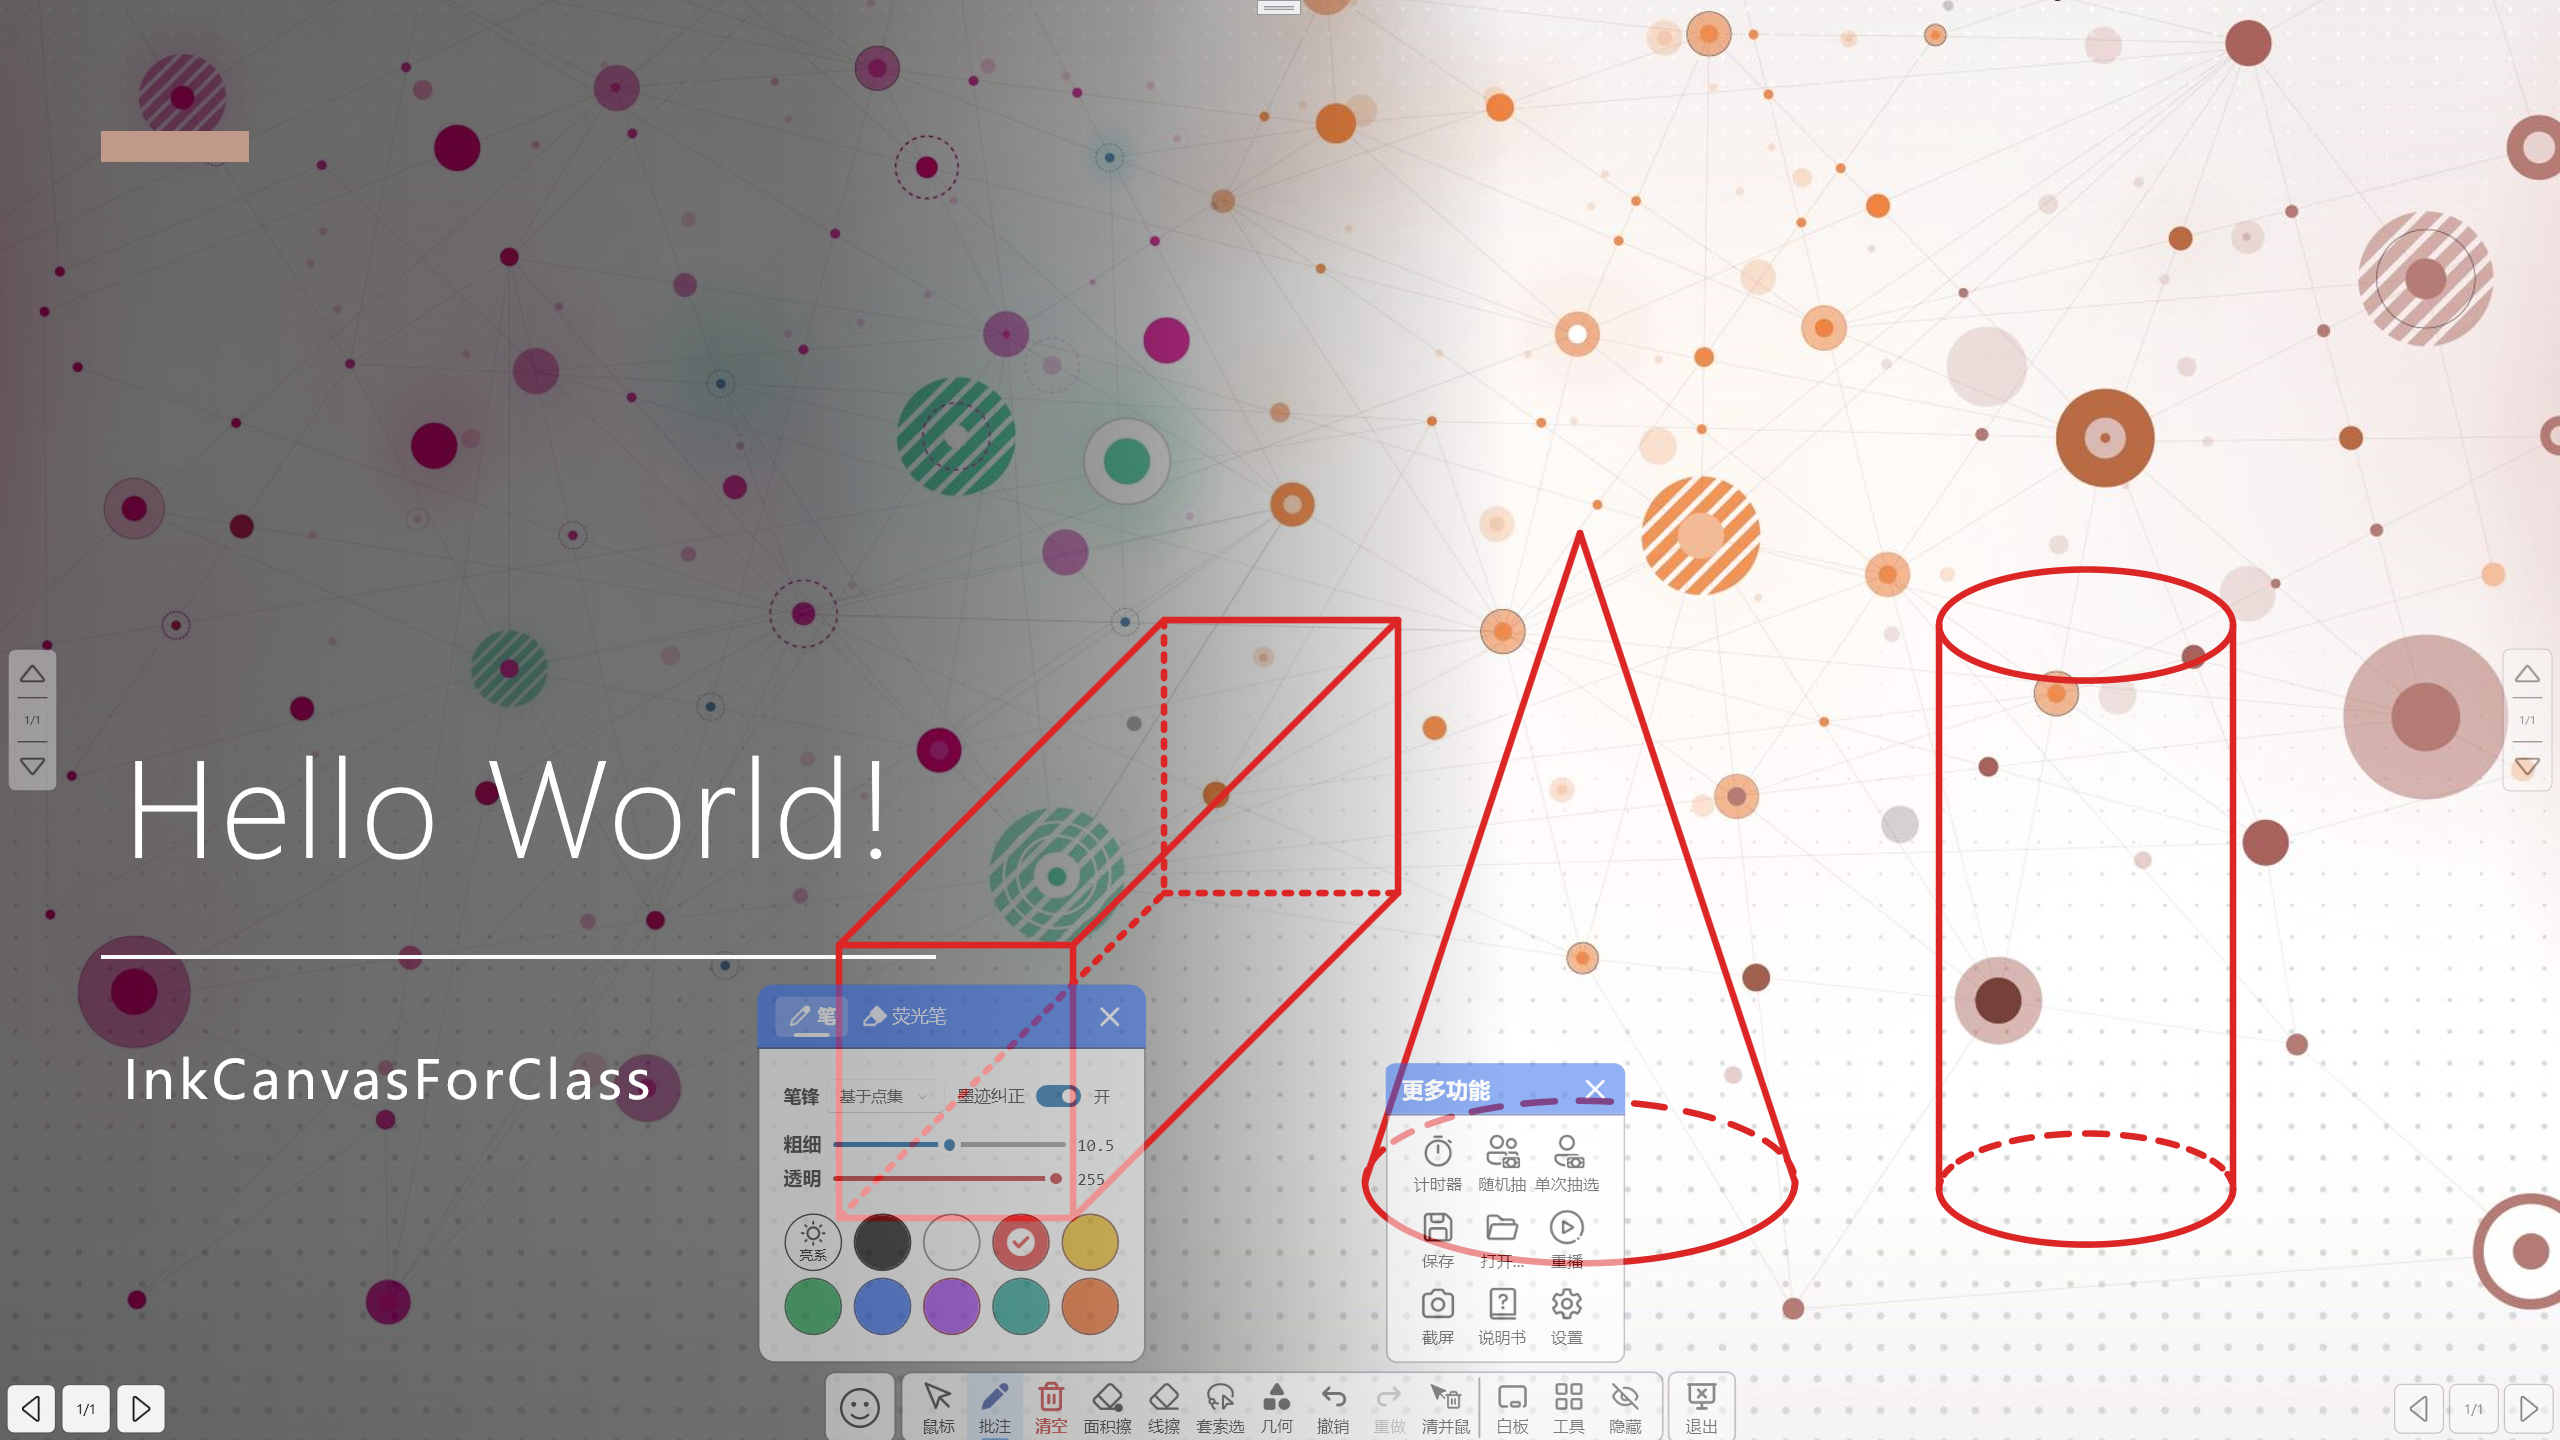 Hello World!
InkCanvasForClass
1/1
1/1
笔 荧光笔
笔锋 基于点集 墨迹纠正 开
粗细 10.5
透明 255
亮系
更多功能
计时器 随机抽 单次抽选
保存 打开... 重播
截屏 说明书 设置
1/1
鼠标 批注 清空 面积擦 线擦 套索选 几何 撤销 重做 清并鼠 白板 工具 隐藏 退出
1/1